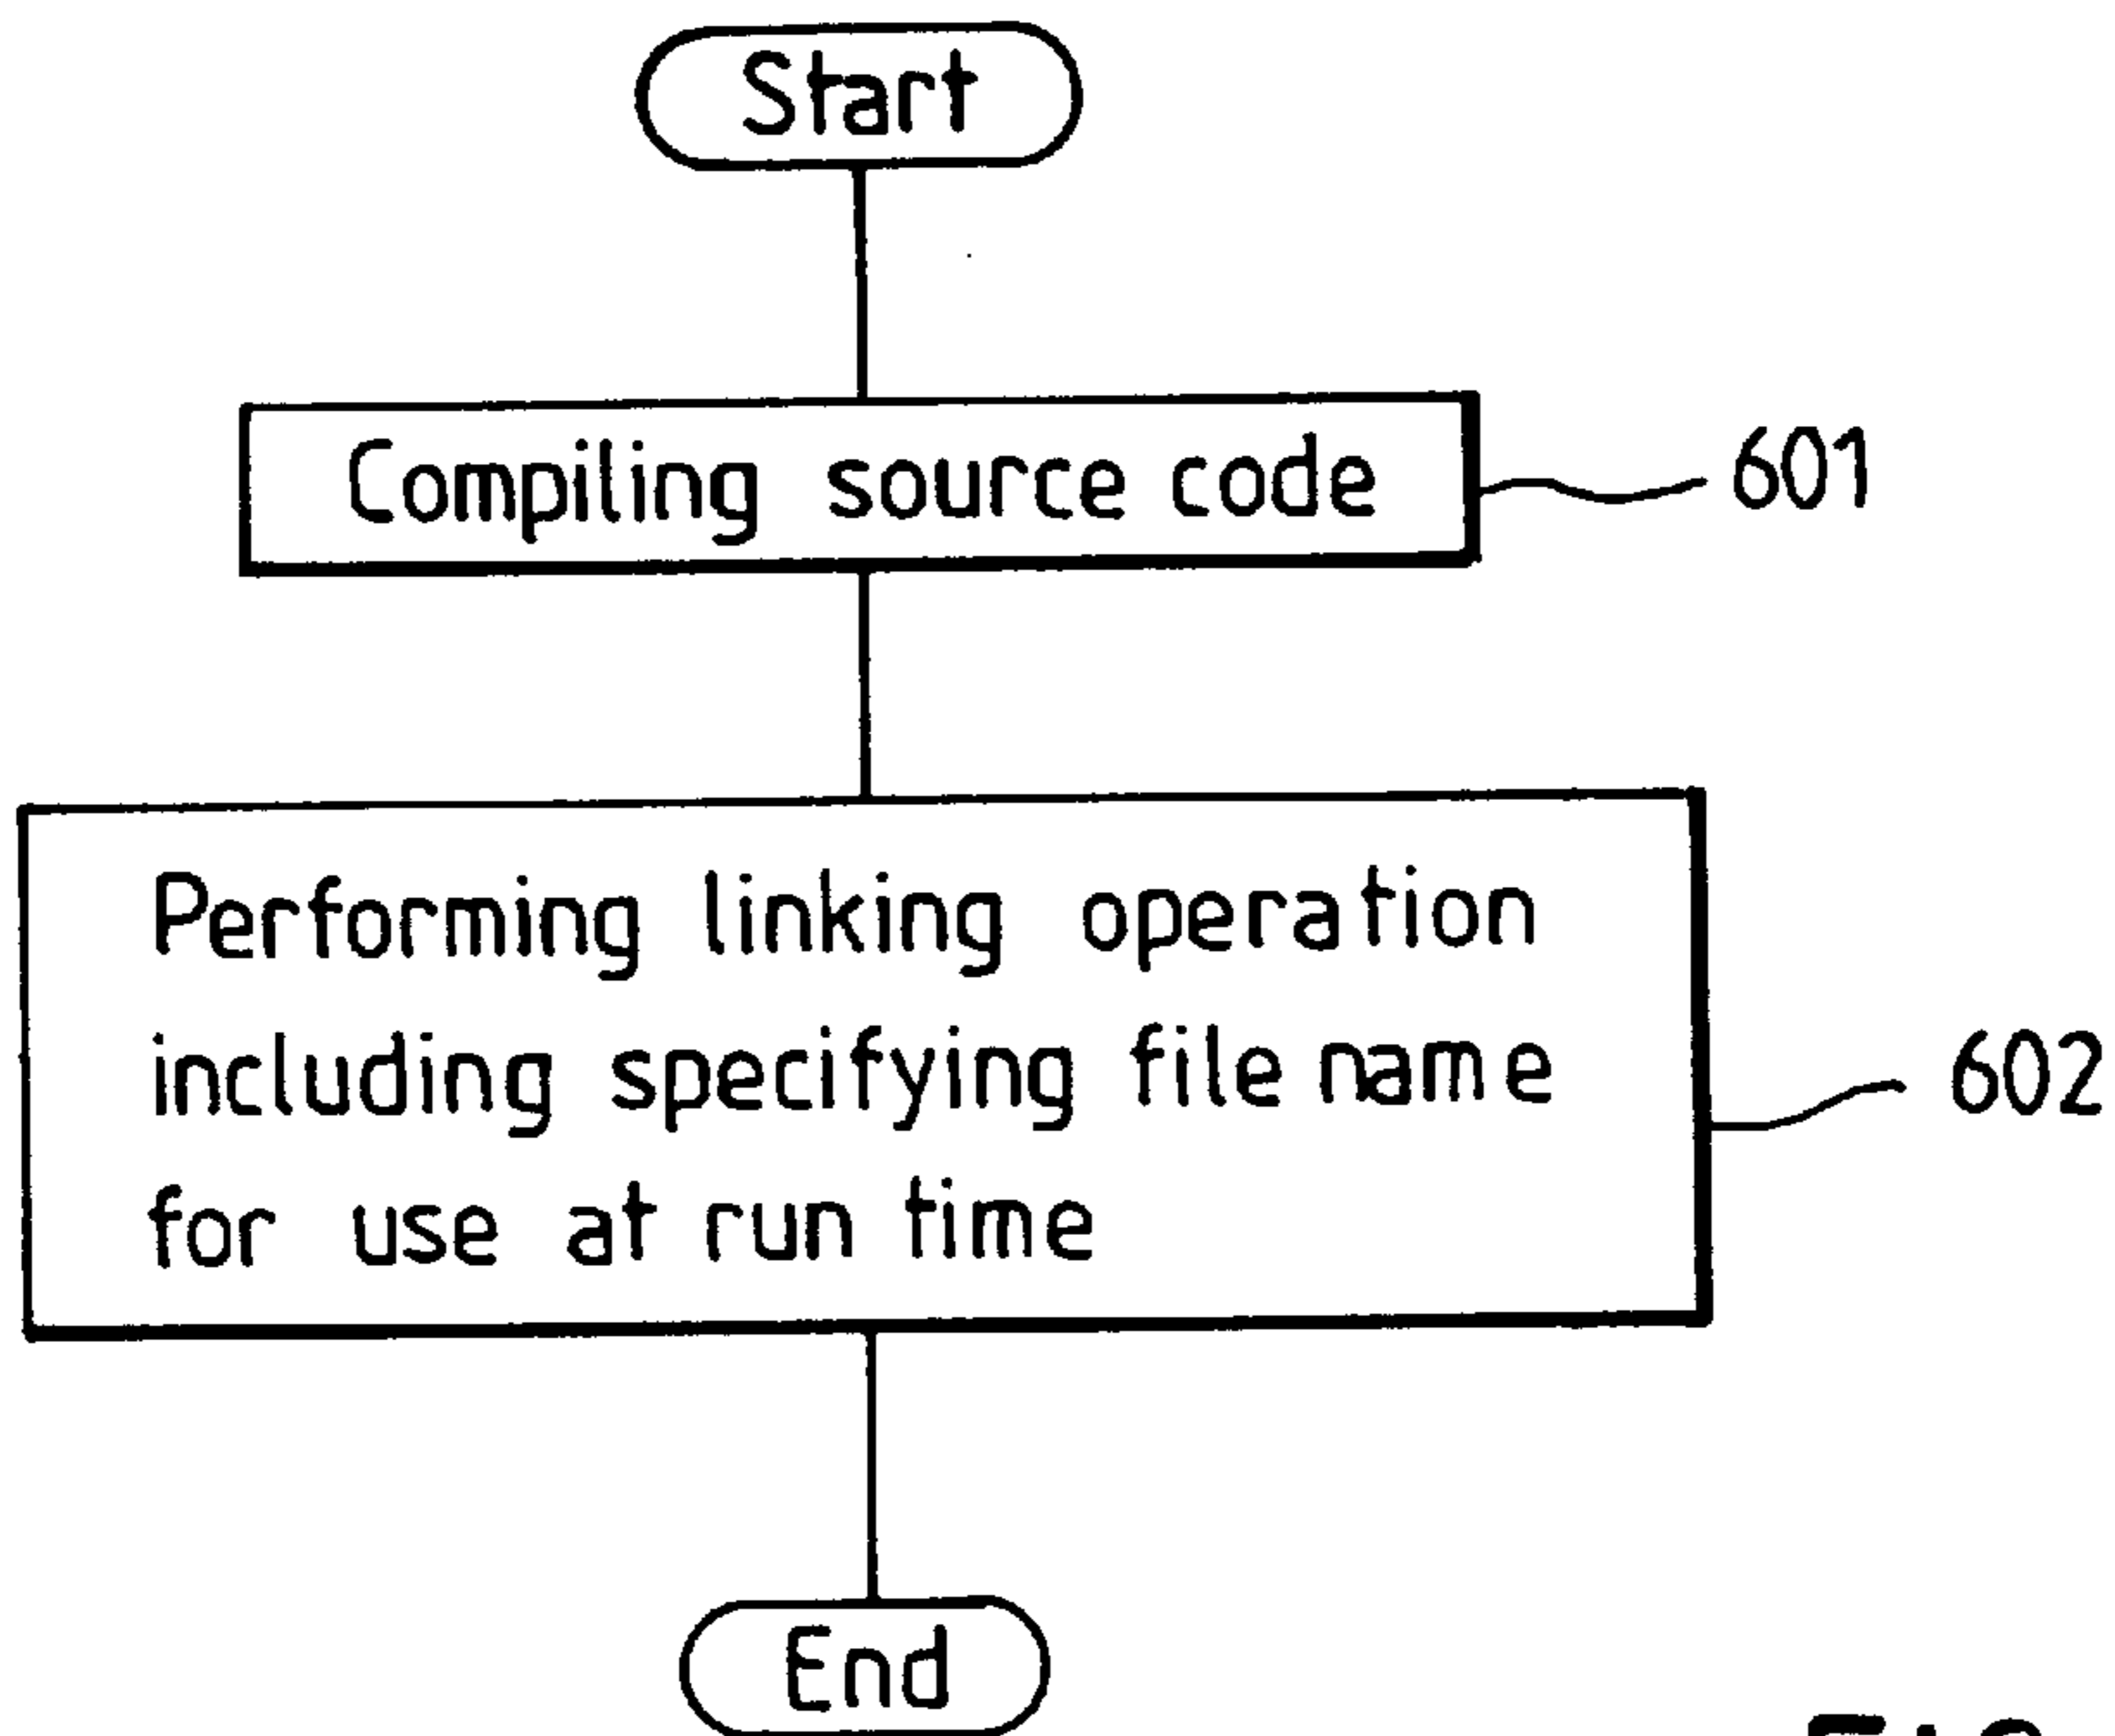 Start
Compiling source code
601
Performing linking operation
including specifying file name
for use at run time
602
End